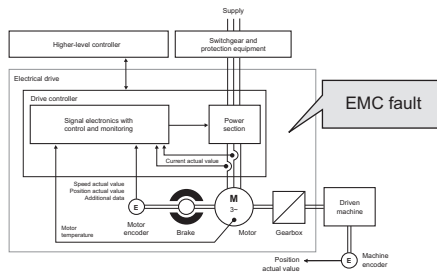 Supply
Higher-level controller
Switchgear and
protection equipment
Electrical drive
EMC fault
Drive controller
Signal electronics with
control and monitoring
Power
section
Current actual value
Speed actual value
Position actual value
Additional data
M
3~
E
Driven
machine
Motor
temperature
Motor
encoder
Brake
Motor
Gearbox
Position
actual value
E
Machine
encoder